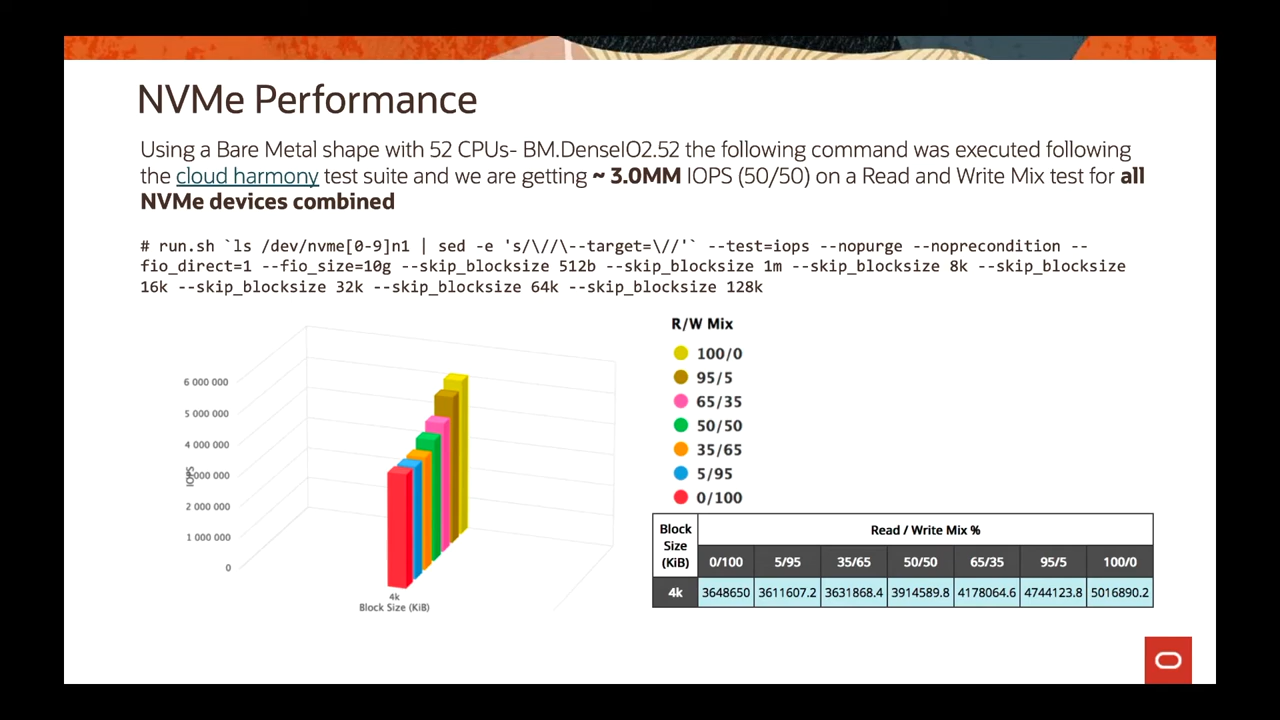 NVMe Performance
Using a Bare Metal shape with 52 CPUs- BM.DenseIO2.52 the following command was executed following
the cloud harmony test suite and we are getting ~ 3.0MM IOPS (50/50) on a Read and Write Mix test for all
NVMe devices combined
# run.sh `ls /dev/nvme[0-9]n1 | sed -e 's/\//\--target=\//'` --test=iops --nopurge --noprecondition --
fio_direct=1 --fio_size=10g --skip_blocksize 512b --skip_blocksize 1m --skip_blocksize 8k --skip_blocksize
16k --skip_blocksize 32k --skip_blocksize 64k --skip_blocksize 128k
6 000 000
5 000 000
4 000 000
3 000 000
2 000 000
1 000 000
0
IOPS
4k
Block Size (KiB)
R/W Mix
100/0
95/5
65/35
50/50
35/65
5/95
0/100
Block Size (KiB) Read / Write Mix %
0/100 5/95 35/65 50/50 65/35 95/5 100/0
4k 3648650 3611607.2 3631868.4 3914589.8 4178064.6 4744123.8 5016890.2